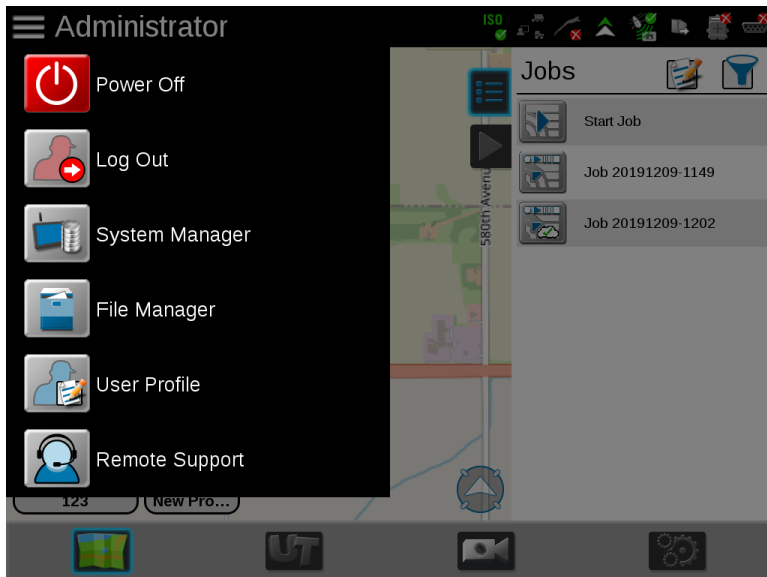 Administrator
ISO
Power Off
Log Out
System Manager
File Manager
User Profile
Remote Support
Jobs
Start Job
Job 20191209-1149
Job 20191209-1202
580th Avenu
123
New Pro...
UT